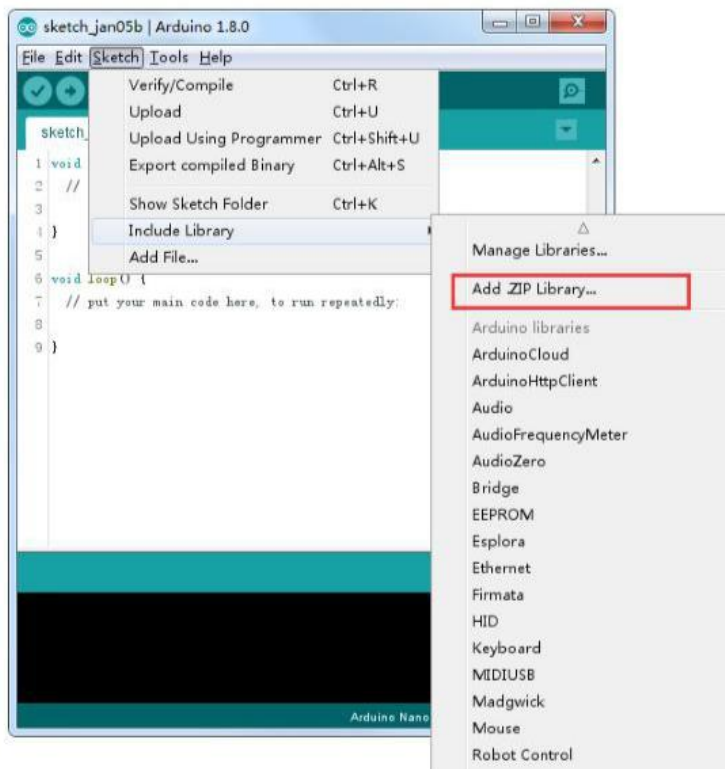 sketch_jan05b | Arduino 1.8.0
File Edit Sketch Tools Help
Verify/Compile Ctrl+R
Upload Ctrl+U
Upload Using Programmer Ctrl+Shift+U
Export compiled Binary Ctrl+Alt+S
Show Sketch Folder Ctrl+K
Include Library
Add File...
sketch_
1 void
2 //
3
4 }
5
6 void loop() {
7 // put your main code here, to run repeatedly:
8
9 }
Arduino Nano
Manage Libraries...
Add .ZIP Library...
Arduino libraries
ArduinoCloud
ArduinoHttpClient
Audio
AudioFrequencyMeter
AudioZero
Bridge
EEPROM
Esplora
Ethernet
Firmata
HID
Keyboard
MIDIUSB
Madgwick
Mouse
Robot Control